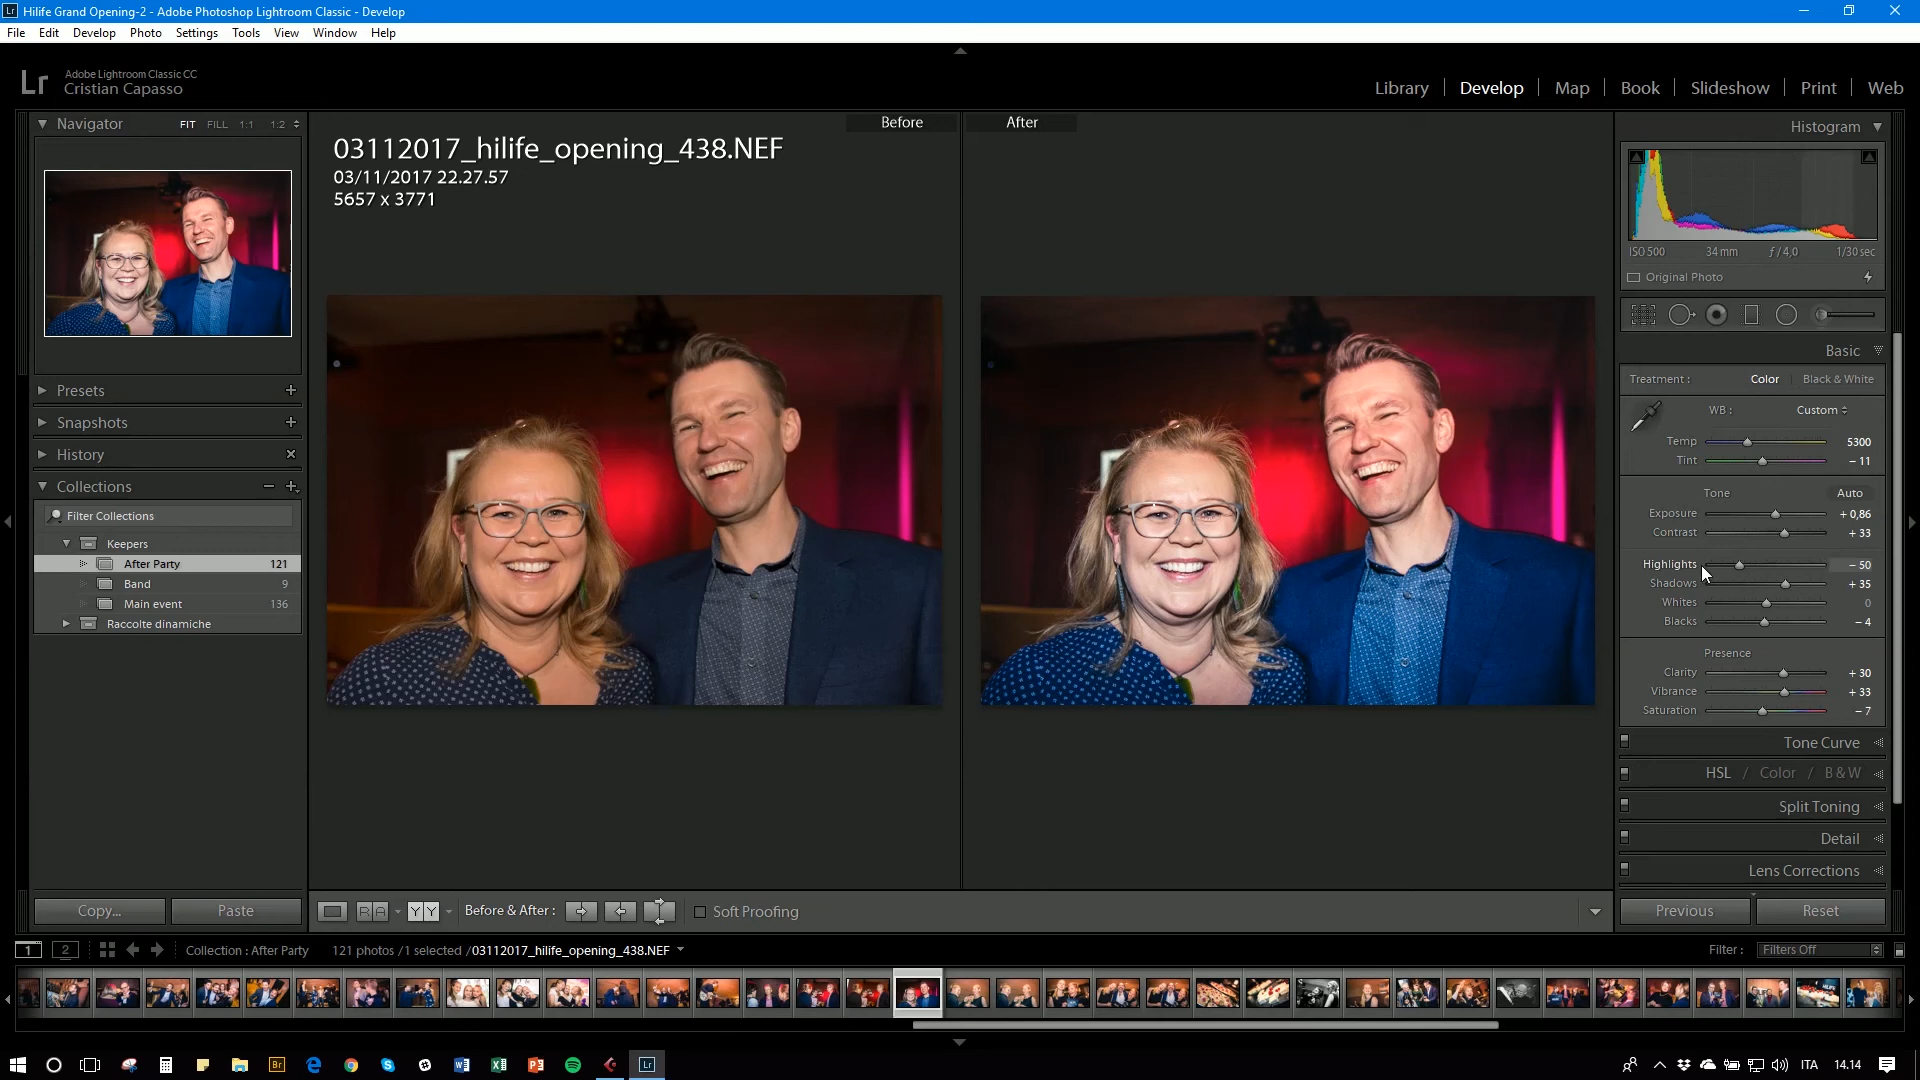 Hilife Grand Opening-2 - Adobe Photoshop Lightroom Classic - Develop
File Edit Develop Photo Settings Tools View Window Help
Lr
Adobe Lightroom Classic CC
Cristian Capasso
Library Develop Map Book Slideshow Print Web
Navigator FIT FILL 1:1 1:2
Presets
Snapshots
History
Collections
Filter Collections
Keepers
After Party 121
Band 9
Main event 136
Raccolte dinamiche
Copy... Paste
Before After
03112017_hilife_opening_438.NEF
03/11/2017 22.27.57
5657 x 3771
Histogram
ISO 500 34 mm ƒ / 4,0 1/30 sec
Original Photo
Basic
Treatment : Color Black & White
WB : Custom
Temp 5300
Tint – 11
Tone Auto
Exposure + 0,86
Contrast + 33
Highlights – 50
Shadows + 35
Whites 0
Blacks – 4
Presence
Clarity + 30
Vibrance + 33
Saturation – 7
Tone Curve
HSL / Color / B & W
Split Toning
Detail
Lens Corrections
Previous Reset
R A Y Y Before & After : Soft Proofing
1 2 Collection : After Party 121 photos / 1 selected / 03112017_hilife_opening_438.NEF Filter : Filters Off
Br Lr ITA 14.14